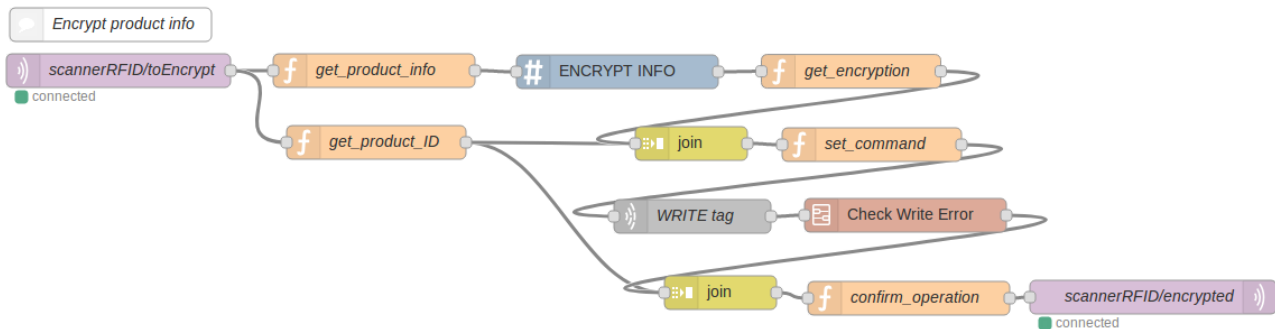 Encrypt product info
scannerRFID/toEncrypt
get_product_info
ENCRYPT INFO
get_encryption
connected
get_product_ID
join
set_command
WRITE tag
Check Write Error
join
confirm_operation
scannerRFID/encrypted
connected